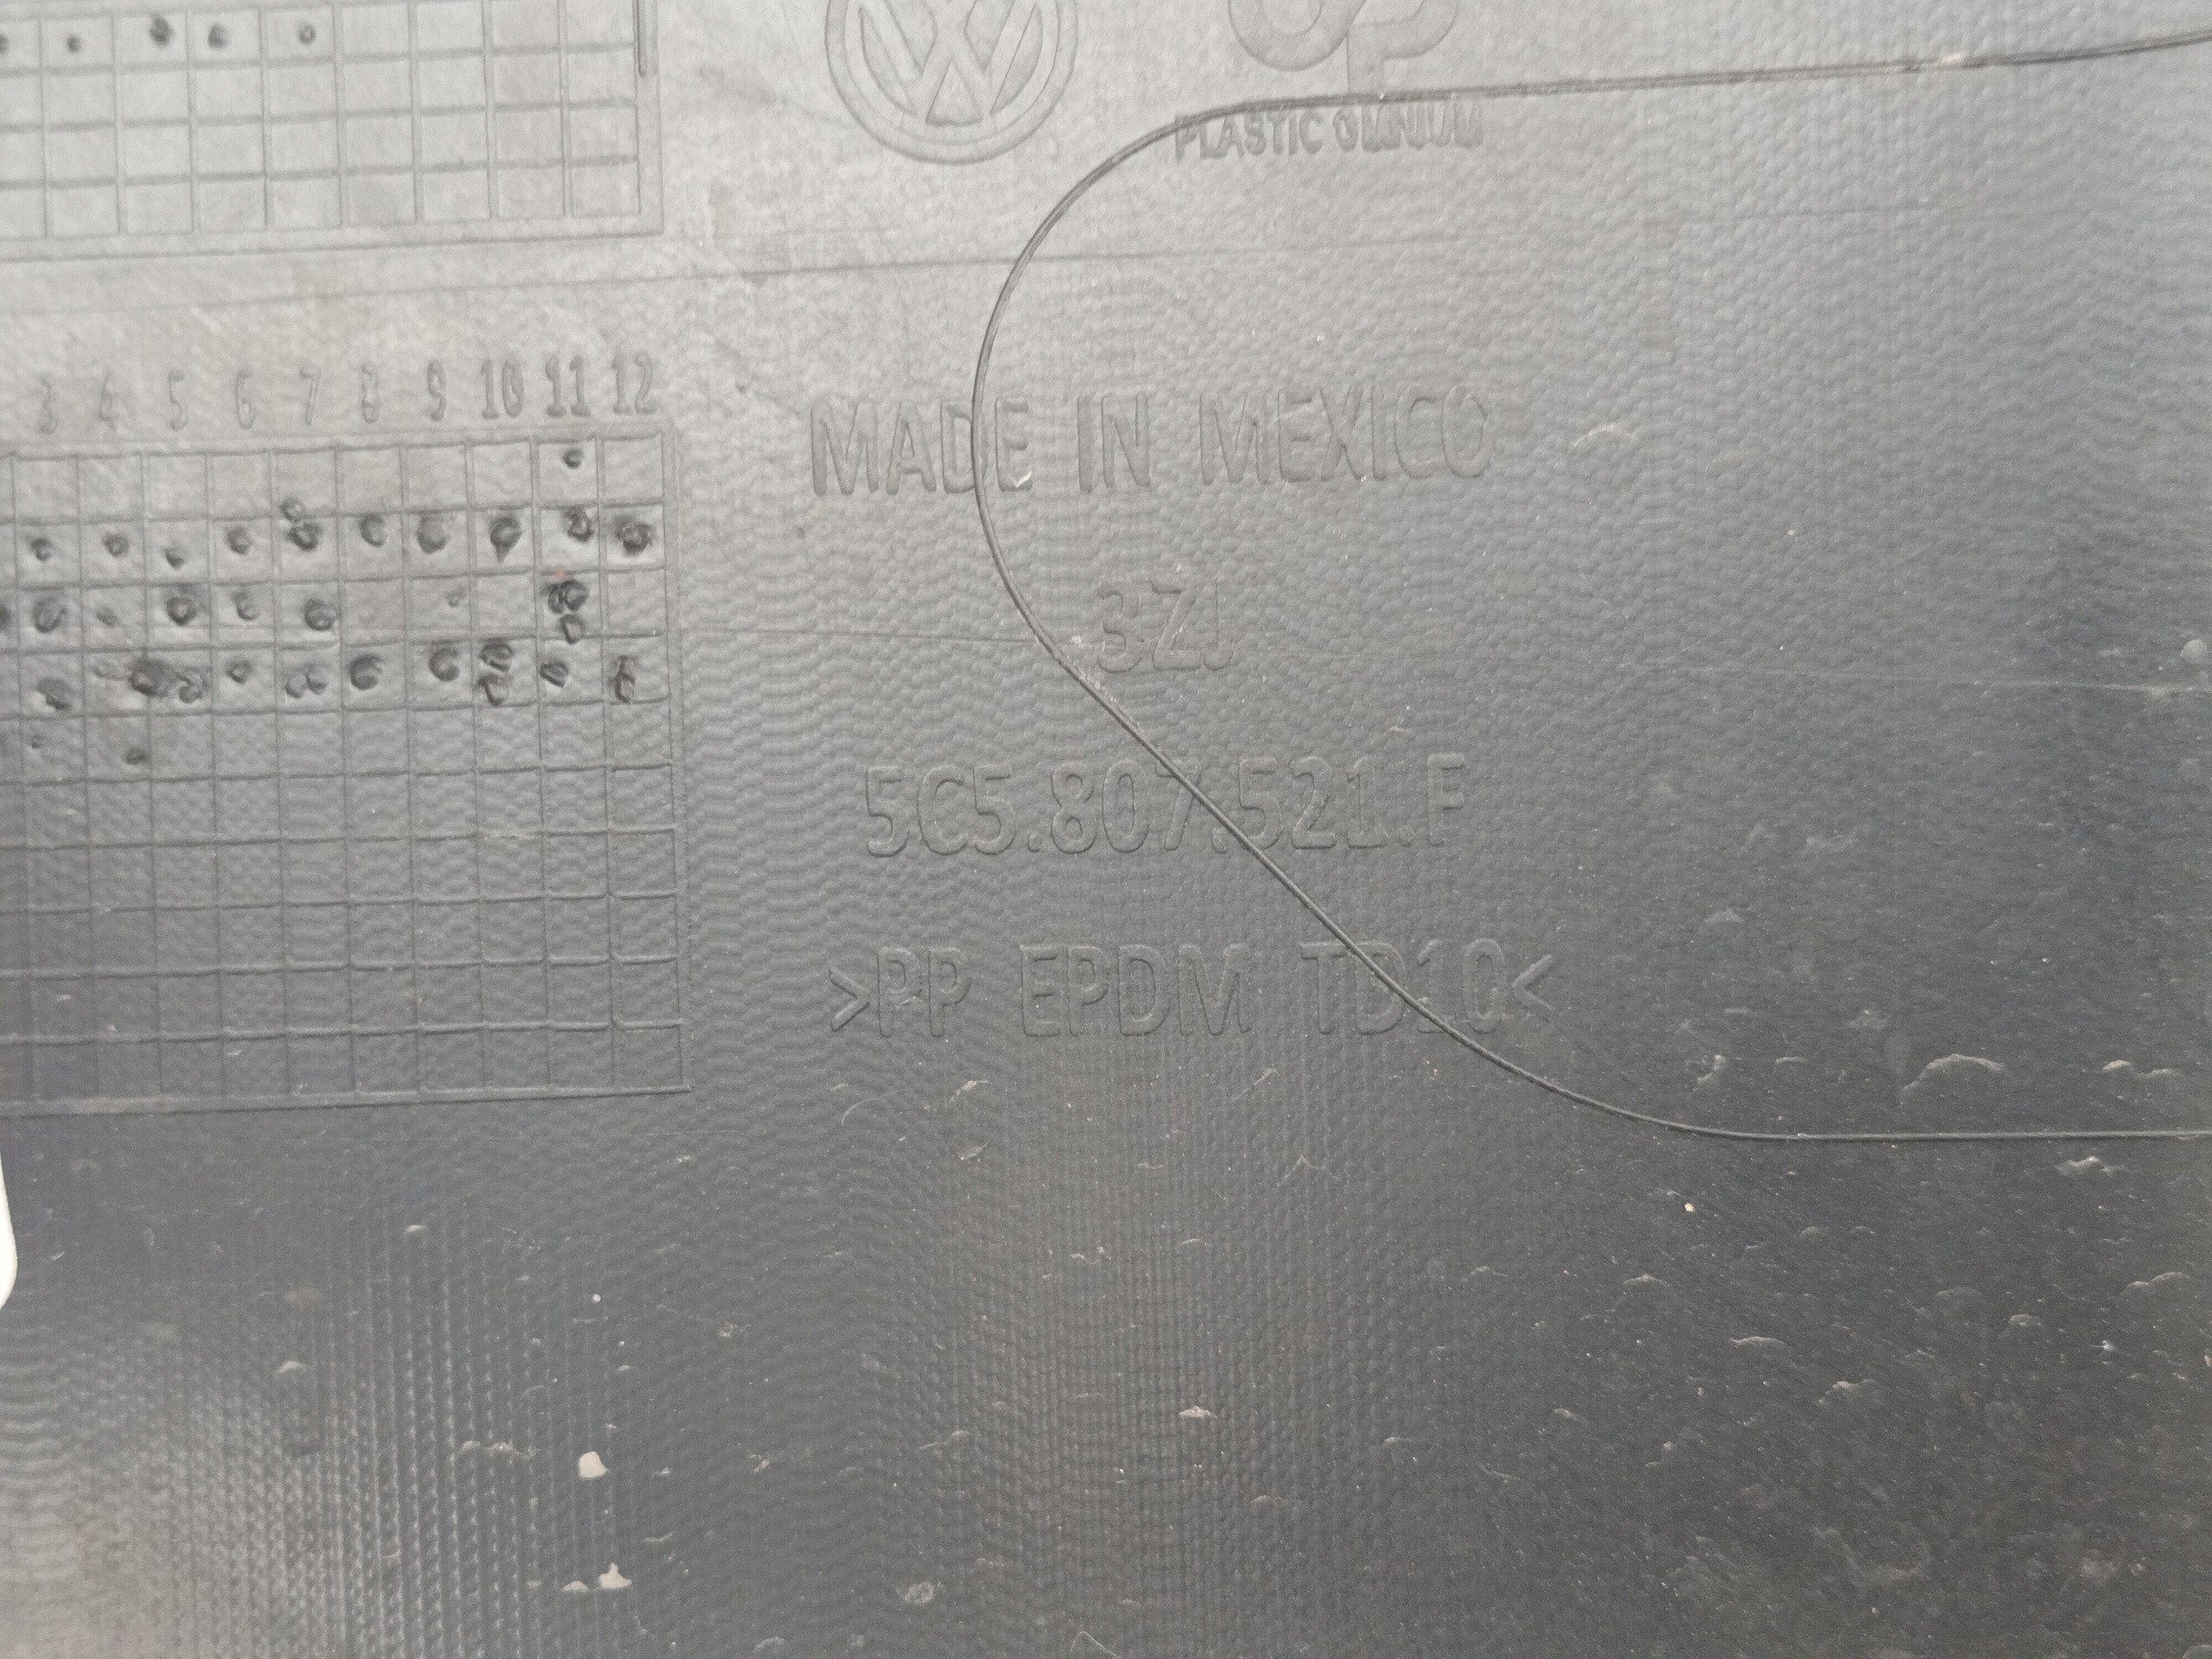 PLASTIC OMNIUM
3 4 5 6 7 8 9 10 11 12
MADE IN MEXICO
3ZJ
5C5.807.521.F
>PP EPDM TD10<